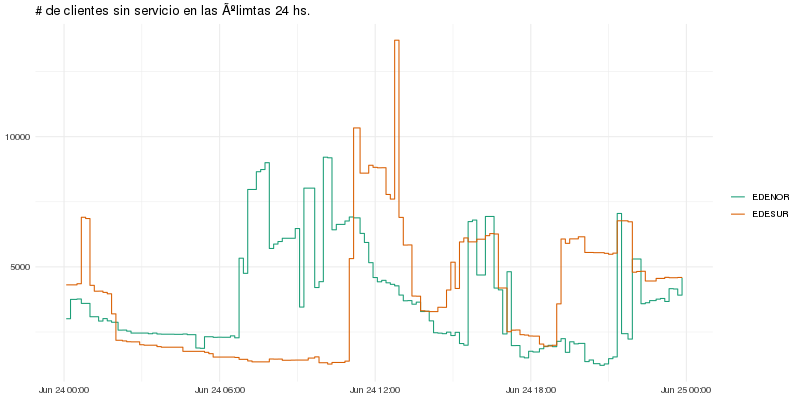 # de clientes sin servicio en las Ãºlimtas 24 hs.
10000
5000
EDENOR
EDESUR
Jun 24 00:00
Jun 24 06:00
Jun 24 12:00
Jun 24 18:00
Jun 25 00:00